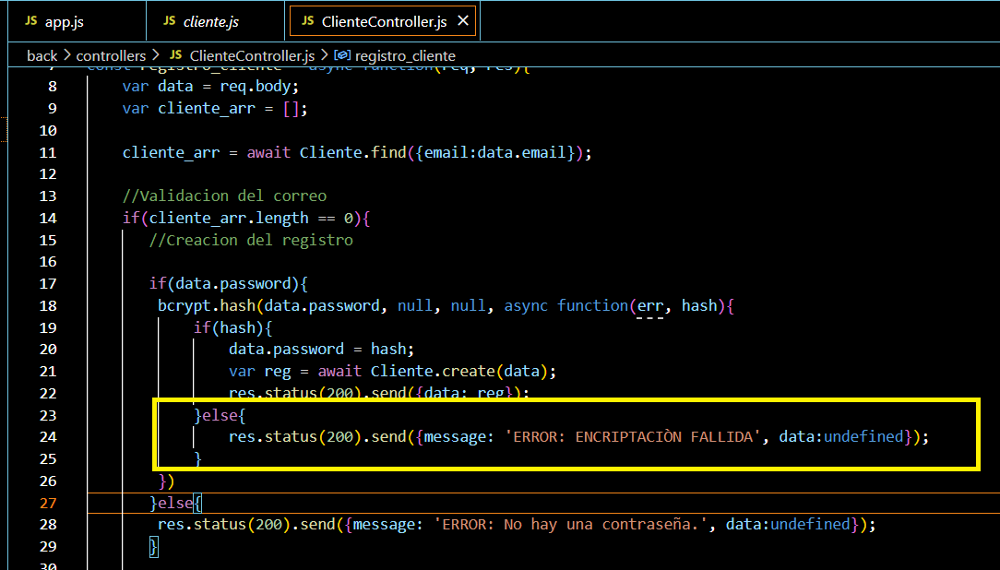 JS app.js
JS cliente.js
JS ClienteController.js ✕
back > controllers > JS ClienteController.js > registro_cliente
7 const registro_cliente = async function(req, res){
8 var data = req.body;
9 var cliente_arr = [];
10
11 cliente_arr = await Cliente.find({email:data.email});
12
13 //Validacion del correo
14 if(cliente_arr.length == 0){
15 //Creacion del registro
16
17 if(data.password){
18 bcrypt.hash(data.password, null, null, async function(err, hash){
19 if(hash){
20 data.password = hash;
21 var reg = await Cliente.create(data);
22 res.status(200).send({data: reg});
23 }else{
24 res.status(200).send({message: 'ERROR: ENCRIPTACIÒN FALLIDA', data:undefined});
25 }
26 })
27 }else{
28 res.status(200).send({message: 'ERROR: No hay una contraseña.', data:undefined});
29 }
30